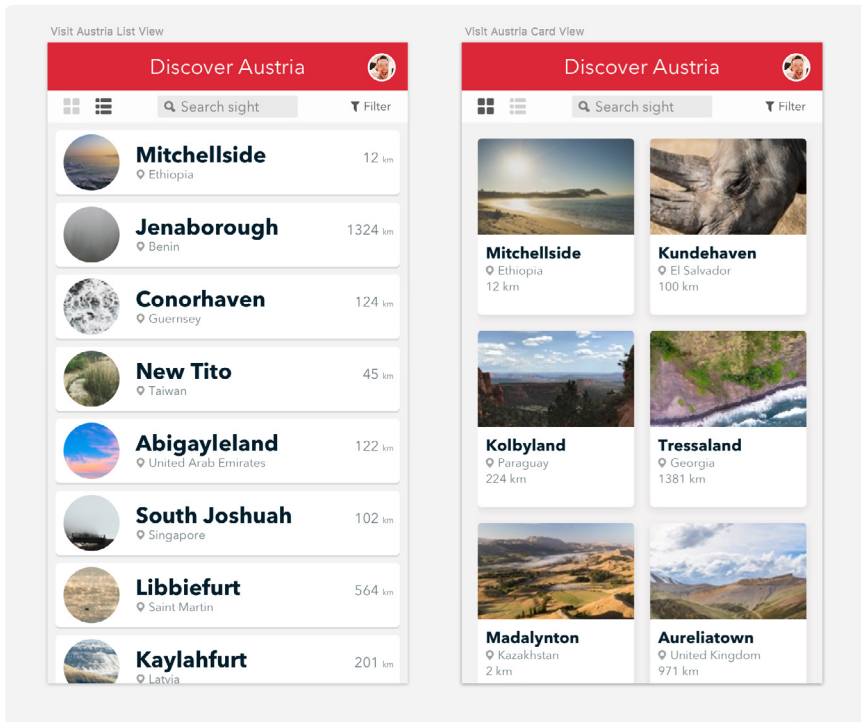 Visit Austria List View
Discover Austria
Search sight
Filter
Mitchellside
12 km
Ethiopia
Jenaborough
1324 km
Benin
Conorhaven
124 km
Guernsey
New Tito
45 km
Taiwan
Abigayleland
122 km
United Arab Emirates
South Joshuah
102 km
Singapore
Libbiefurt
564 km
Saint Martin
Kaylahfurt
201 km
Latvia
Visit Austria Card View
Discover Austria
Search sight
Filter
Mitchellside
Ethiopia
12 km
Kundehaven
El Salvador
100 km
Kolbyland
Paraguay
224 km
Tressaland
Georgia
1381 km
Madalynton
Kazakhstan
2 km
Aureliatown
United Kingdom
971 km